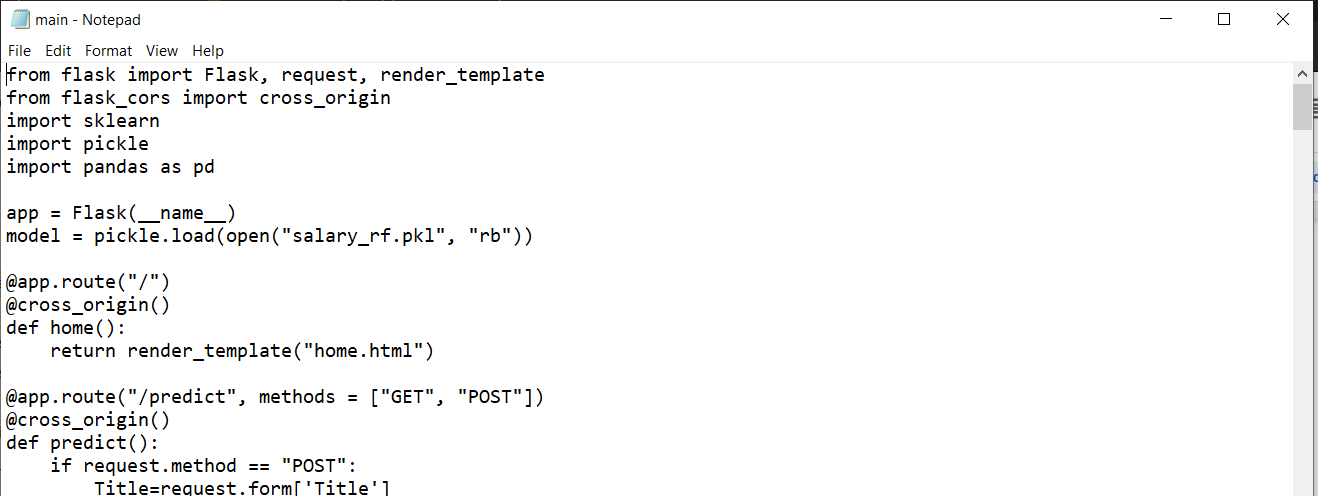 main - Notepad
File Edit Format View Help
from flask import Flask, request, render_template
from flask_cors import cross_origin
import sklearn
import pickle
import pandas as pd
app = Flask(__name__)
model = pickle.load(open("salary_rf.pkl", "rb"))
@app.route("/")
@cross_origin()
def home():
    return render_template("home.html")
@app.route("/predict", methods = ["GET", "POST"])
@cross_origin()
def predict():
    if request.method == "POST":
        Title=request.form['Title']